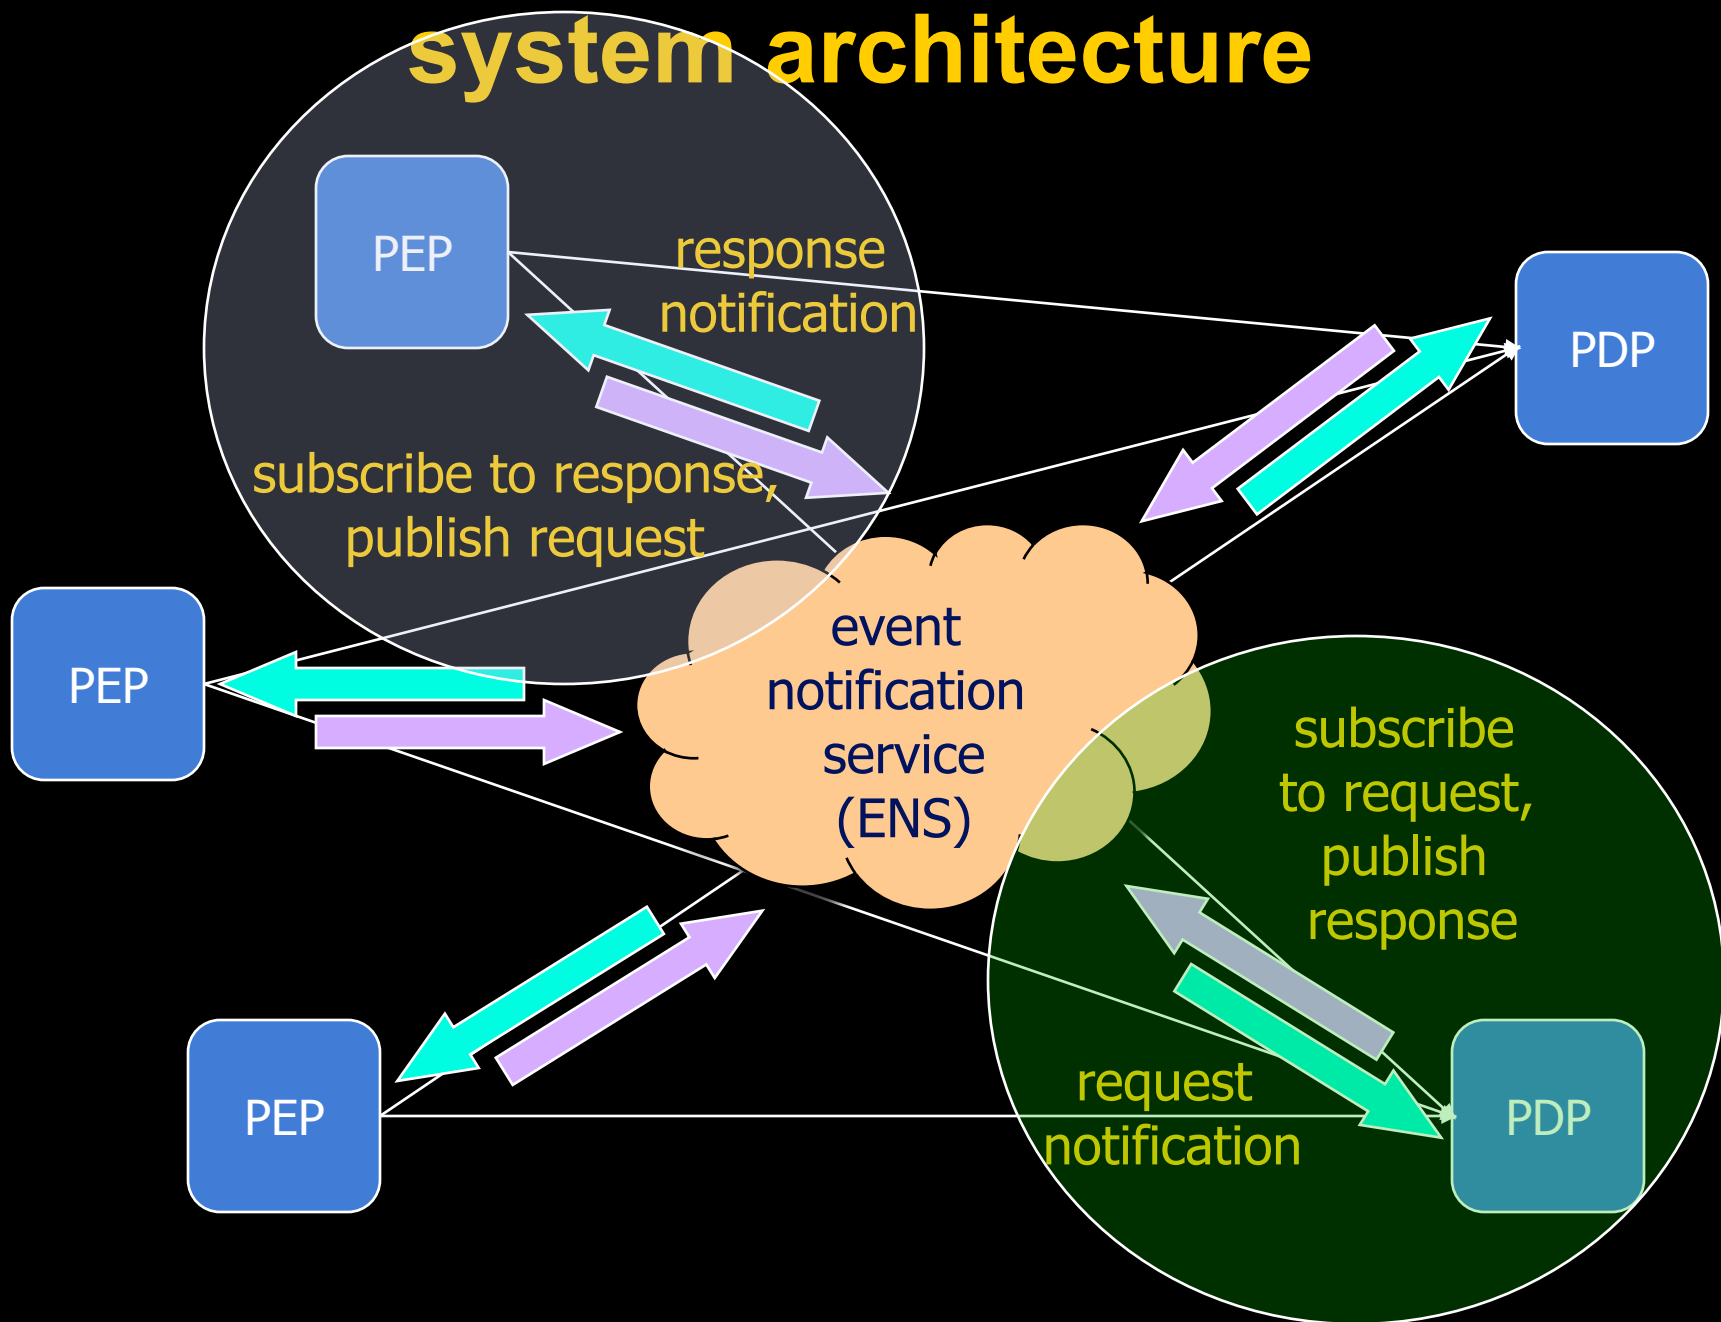 system architecture
PEP
response
notification
PDP
subscribe to response,
publish request
PEP
event
notification
service
(ENS)
subscribe
to request,
publish
response
PEP
request
notification
PDP